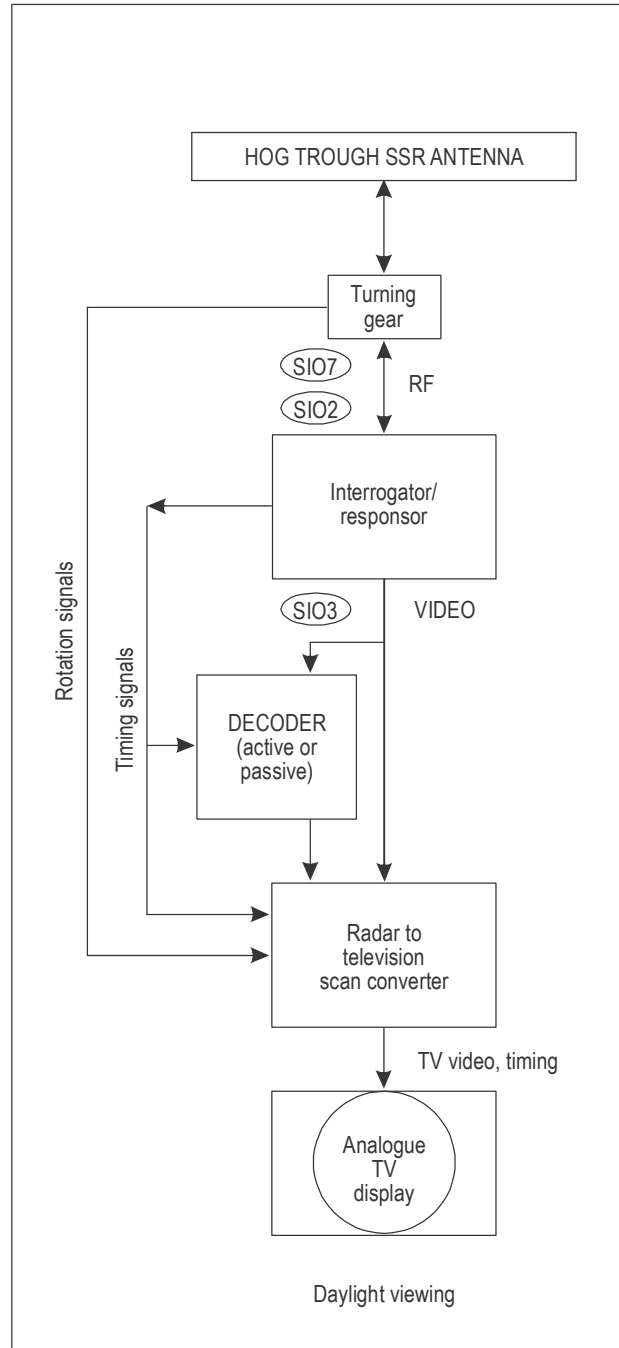 HOG TROUGH SSR ANTENNA
Turning
gear
SIO7
RF
SIO2
Interrogator/
responsor
Rotation signals
Timing signals
SIO3
VIDEO
DECODER
(active or
passive)
Radar to
television
scan converter
TV video, timing
Analogue
TV
display
Daylight viewing